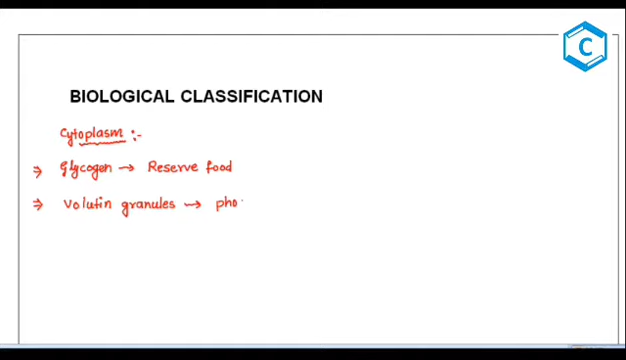 C
BIOLOGICAL CLASSIFICATION
Cytoplasm :-
⇒ Glycogen → Reserve food
⇒ Volutin granules → pho